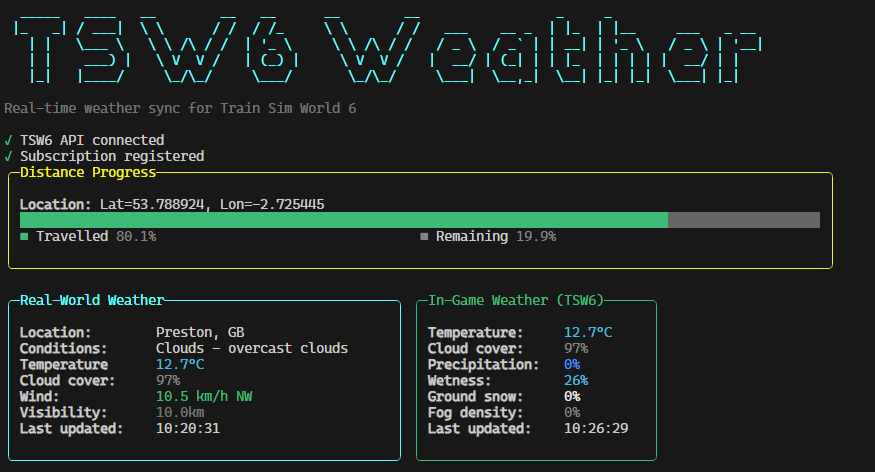 TSW6 Weather
Real-time weather sync for Train Sim World 6
✓ TSW6 API connected
✓ Subscription registered
Distance Progress
Location: Lat=53.788924, Lon=-2.725445
■ Travelled 80.1% ■ Remaining 19.9%
Real-World Weather
Location: Preston, GB
Conditions: Clouds - overcast clouds
Temperature 12.7°C
Cloud cover: 97%
Wind: 10.5 km/h NW
Visibility: 10.0km
Last updated: 10:20:31
In-Game Weather (TSW6)
Temperature: 12.7°C
Cloud cover: 97%
Precipitation: 0%
Wetness: 26%
Ground snow: 0%
Fog density: 0%
Last updated: 10:26:29